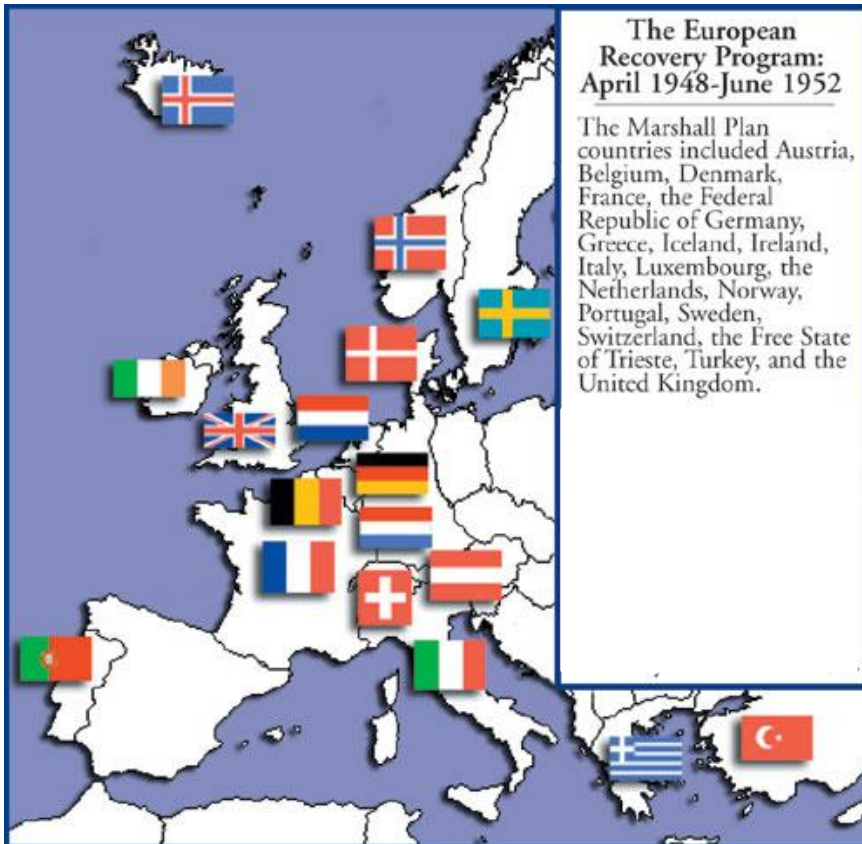 The European
Recovery Program:
April 1948-June 1952
The Marshall Plan
countries included Austria,
Belgium, Denmark,
France, the Federal
Republic of Germany,
Greece, Iceland, Ireland,
Italy, Luxembourg, the
Netherlands, Norway,
Portugal, Sweden,
Switzerland, the Free State
of Trieste, Turkey, and the
United Kingdom.